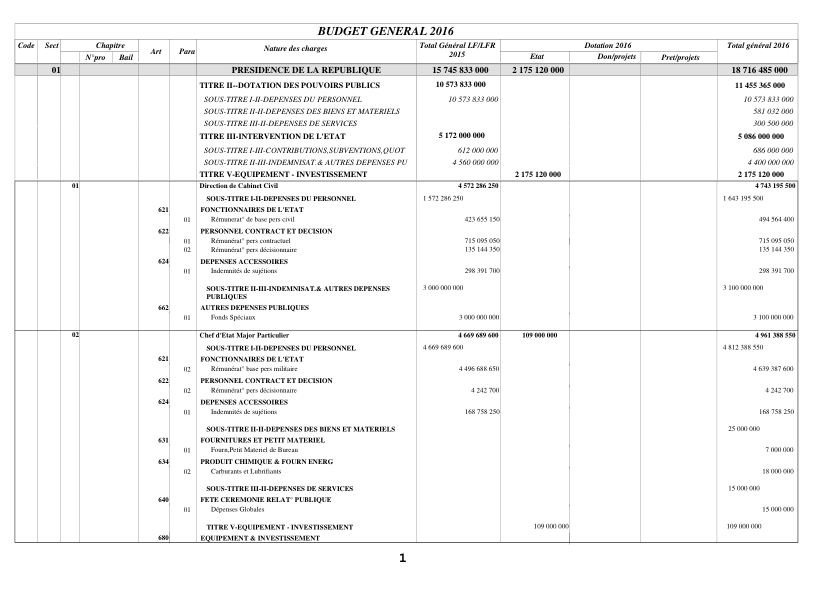 BUDGET GENERAL 2016
Code Sect Chapitre Art Para Nature des charges Total Général LF/LFR 2015 Dotation 2016 Total général 2016
N°pro Bail Etat Don/projets Pret/projets
01 PRESIDENCE DE LA REPUBLIQUE 15 745 833 000 2 175 120 000 18 716 485 000
TITRE II--DOTATION DES POUVOIRS PUBLICS 10 573 833 000 11 455 365 000
SOUS-TITRE I-II-DEPENSES DU PERSONNEL 10 573 833 000 10 573 833 000
SOUS-TITRE II-II-DEPENSES DES BIENS ET MATERIELS 581 032 000
SOUS-TITRE III-II-DEPENSES DE SERVICES 300 500 000
TITRE III-INTERVENTION DE L'ETAT 5 172 000 000 5 086 000 000
SOUS-TITRE I-III-CONTRIBUTIONS,SUBVENTIONS,QUOT 612 000 000 686 000 000
SOUS-TITRE II-III-INDEMNISAT.& AUTRES DEPENSES PU 4 560 000 000 4 400 000 000
TITRE V-EQUIPEMENT - INVESTISSEMENT 2 175 120 000 2 175 120 000
01 Direction de Cabinet Civil 4 572 286 250 4 743 195 500
SOUS-TITRE I-II-DEPENSES DU PERSONNEL 1 572 286 250 1 643 195 500
621 FONCTIONNAIRES DE L'ETAT
01 Rémunerat° de base pers civil 423 655 150 494 564 400
622 PERSONNEL CONTRACT ET DECISION
01 Rémunérat° pers contractuel 715 095 050 715 095 050
02 Rémunérat° pers décisionnaire 135 144 350 135 144 350
624 DEPENSES ACCESSOIRES
01 Indemnités de sujétions 298 391 700 298 391 700
SOUS-TITRE II-III-INDEMNISAT.& AUTRES DEPENSES 3 000 000 000 3 100 000 000
PUBLIQUES
662 AUTRES DEPENSES PUBLIQUES
01 Fonds Spéciaux 3 000 000 000 3 100 000 000
02 Chef d'Etat Major Particulier 4 669 689 600 109 000 000 4 961 388 550
SOUS-TITRE I-II-DEPENSES DU PERSONNEL 4 669 689 600 4 812 388 550
621 FONCTIONNAIRES DE L'ETAT
02 Rémunérat° base pers militaire 4 496 688 650 4 639 387 600
622 PERSONNEL CONTRACT ET DECISION
02 Rémunérat° pers décisionnaire 4 242 700 4 242 700
624 DEPENSES ACCESSOIRES
01 Indemnités de sujétions 168 758 250 168 758 250
SOUS-TITRE II-II-DEPENSES DES BIENS ET MATERIELS 25 000 000
631 FOURNITURES ET PETIT MATERIEL
01 Fourn,Petit Materiel de Bureau 7 000 000
634 PRODUIT CHIMIQUE & FOURN ENERG
02 Carburants et Lubrifiants 18 000 000
SOUS-TITRE III-II-DEPENSES DE SERVICES 15 000 000
640 FETE CEREMONIE RELAT° PUBLIQUE
01 Dépenses Globales 15 000 000
TITRE V-EQUIPEMENT - INVESTISSEMENT 109 000 000 109 000 000
680 EQUIPEMENT & INVESTISSEMENT
1